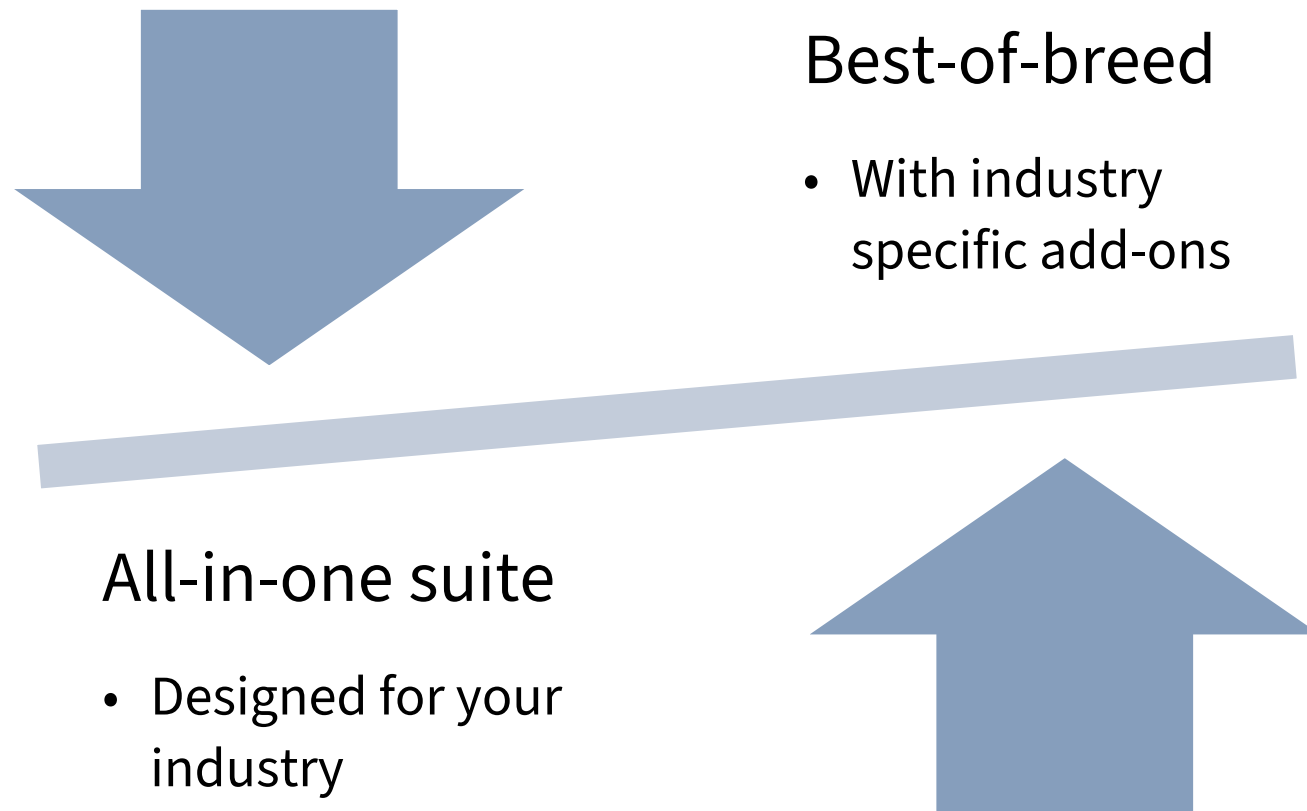 Best-of-breed
• With industry
specific add-ons
All-in-one suite
• Designed for your
industry